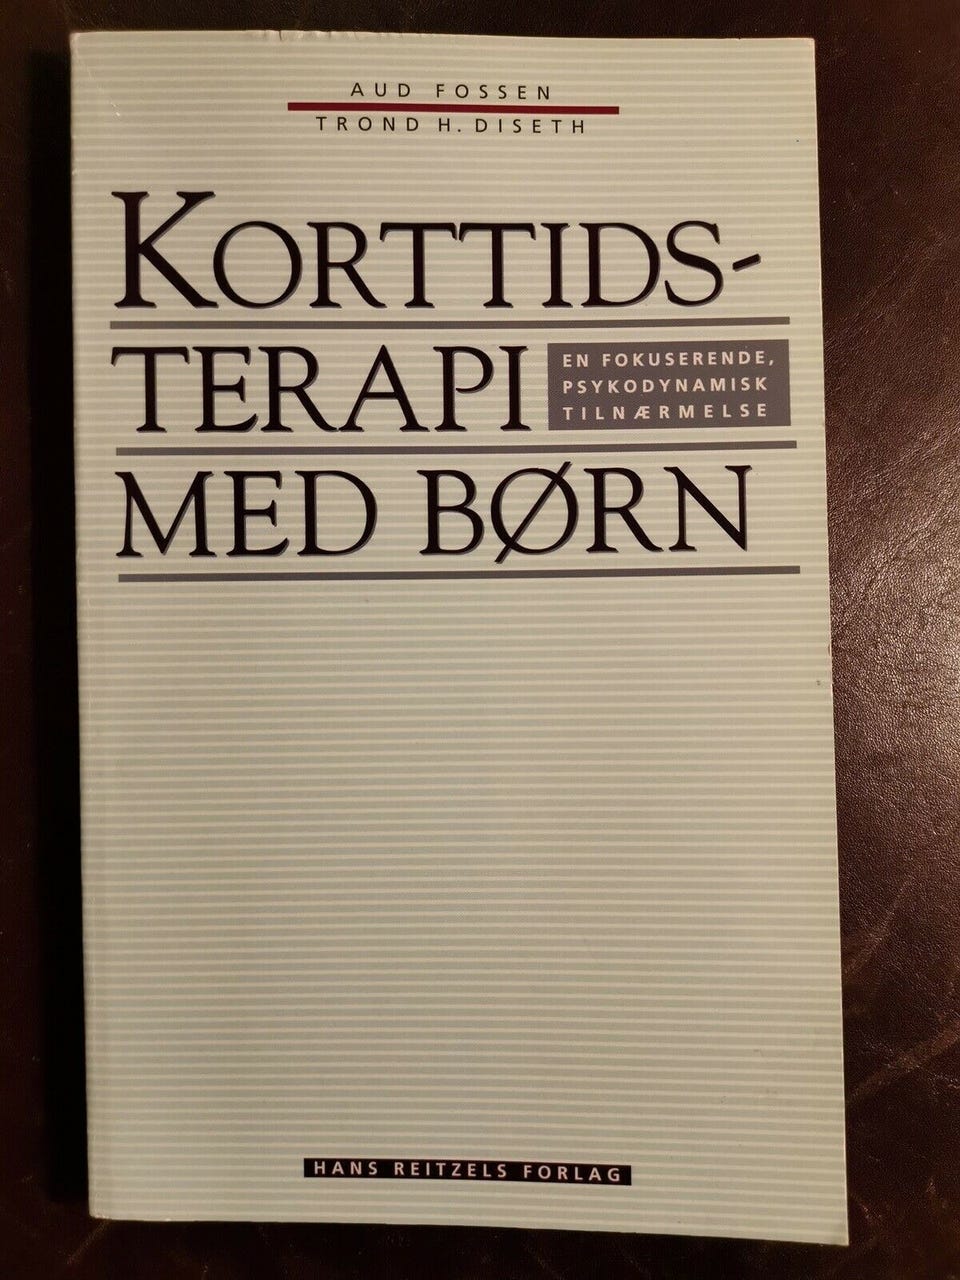 AUD FOSSEN
TROND H. DISETH
KORTTIDS-
TERAPI
EN FOKUSERENDE,
PSYKODYNAMISK
TILNÆRMELSE
MED BØRN
HANS REITZELS FORLAG